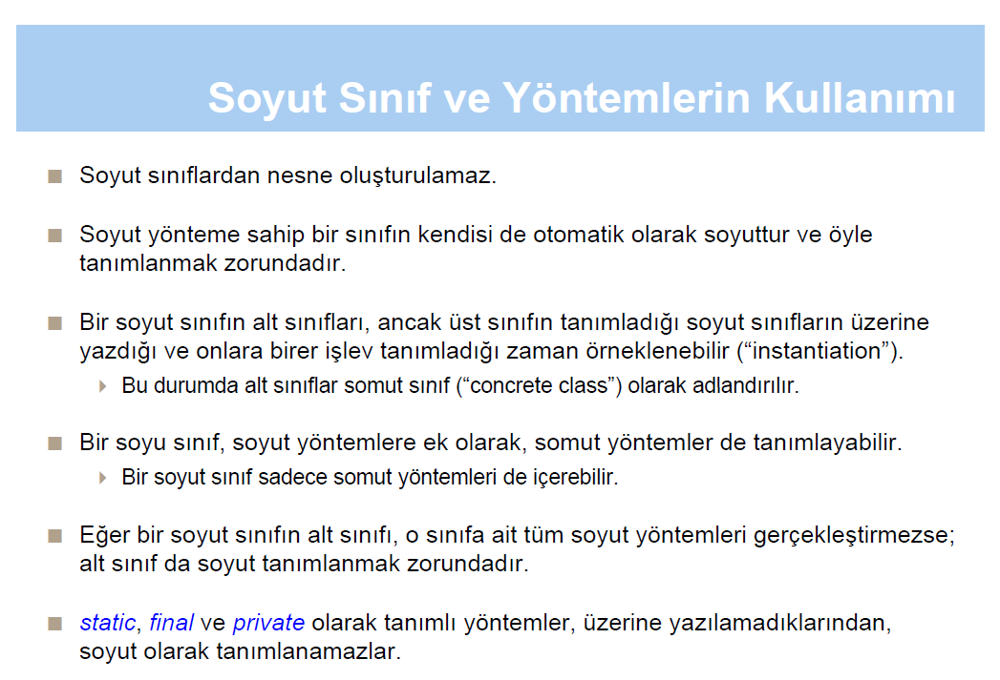 Soyut Sınıf ve Yöntemlerin Kullanımı
Soyut sınıflardan nesne oluşturulamaz.
Soyut yönteme sahip bir sınıfın kendisi de otomatik olarak soyuttur ve öyle
tanımlanmak zorundadır.
Bir soyut sınıfın alt sınıfları, ancak üst sınıfın tanımladığı soyut sınıfların üzerine
yazdığı ve onlara birer işlev tanımladığı zaman örneklenebilir (“instantiation”).
Bu durumda alt sınıflar somut sınıf (“concrete class”) olarak adlandırılır.
Bir soyu sınıf, soyut yöntemlere ek olarak, somut yöntemler de tanımlayabilir.
Bir soyut sınıf sadece somut yöntemleri de içerebilir.
Eğer bir soyut sınıfın alt sınıfı, o sınıfa ait tüm soyut yöntemleri gerçekleştirmezse;
alt sınıf da soyut tanımlanmak zorundadır.
static, final ve private olarak tanımlı yöntemler, üzerine yazılamadıklarından,
soyut olarak tanımlanamazlar.